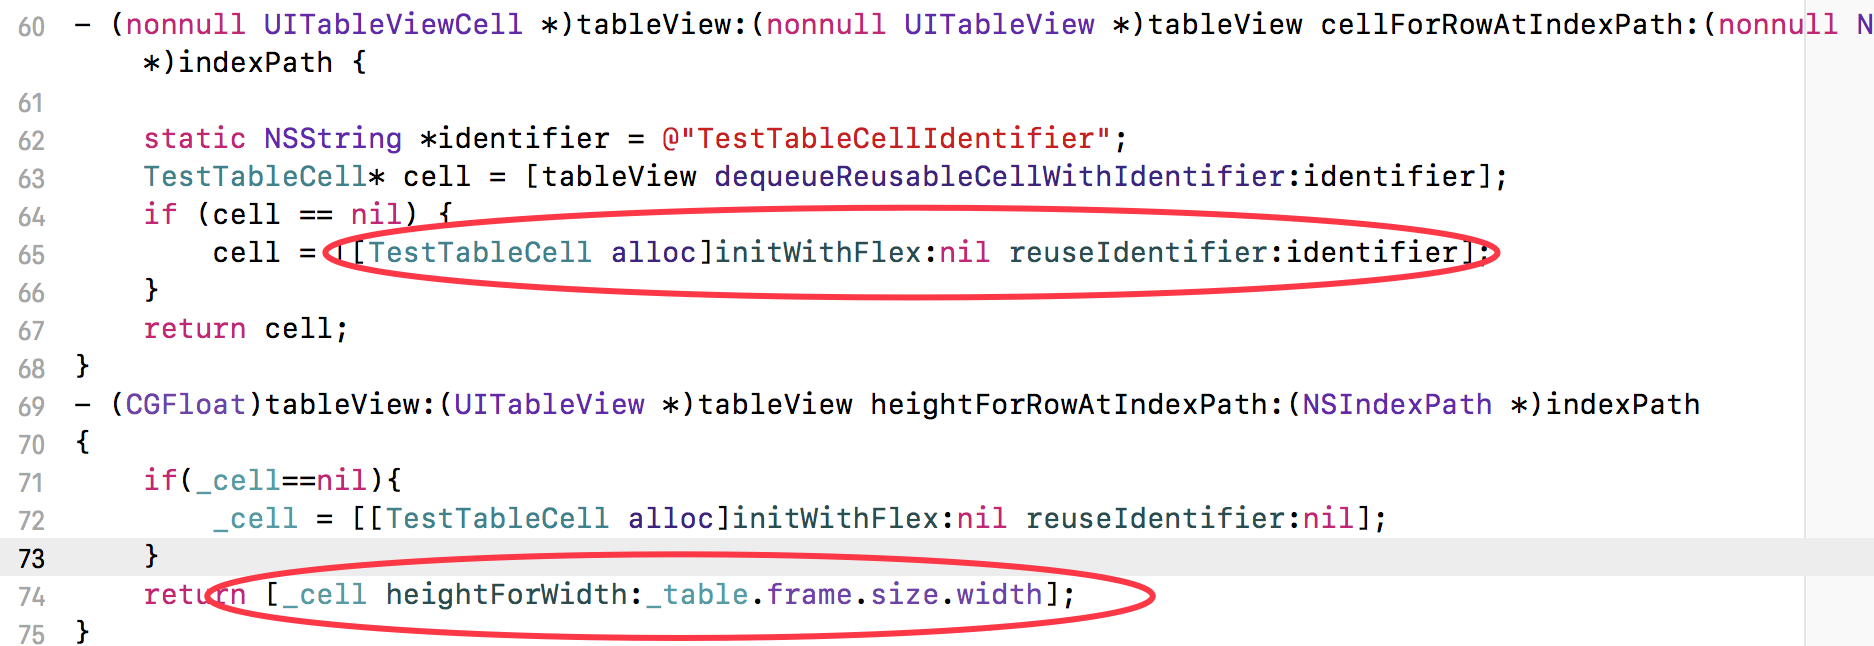 60 - (nonnull UITableViewCell *)tableView:(nonnull UITableView *)tableView cellForRowAtIndexPath:(nonnull N
*)indexPath {
61
62 static NSString *identifier = @"TestTableCellIdentifier";
63 TestTableCell* cell = [tableView dequeueReusableCellWithIdentifier:identifier];
64 if (cell == nil) {
65 cell = [[TestTableCell alloc]initWithFlex:nil reuseIdentifier:identifier];
66 }
67 return cell;
68 }
69 - (CGFloat)tableView:(UITableView *)tableView heightForRowAtIndexPath:(NSIndexPath *)indexPath
70 {
71 if(_cell==nil){
72 _cell = [[TestTableCell alloc]initWithFlex:nil reuseIdentifier:nil];
73 }
74 return [_cell heightForWidth:_table.frame.size.width];
75 }